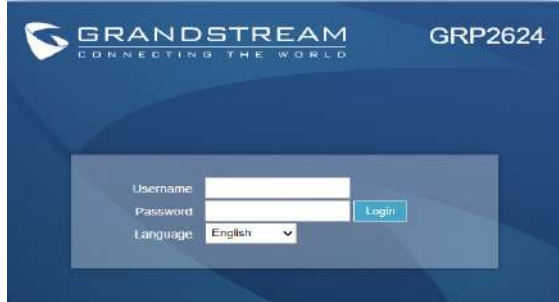 GRANDSTREAM
CONNECTING THE WORLD
GRP2624
Username
Password
Login
Language English